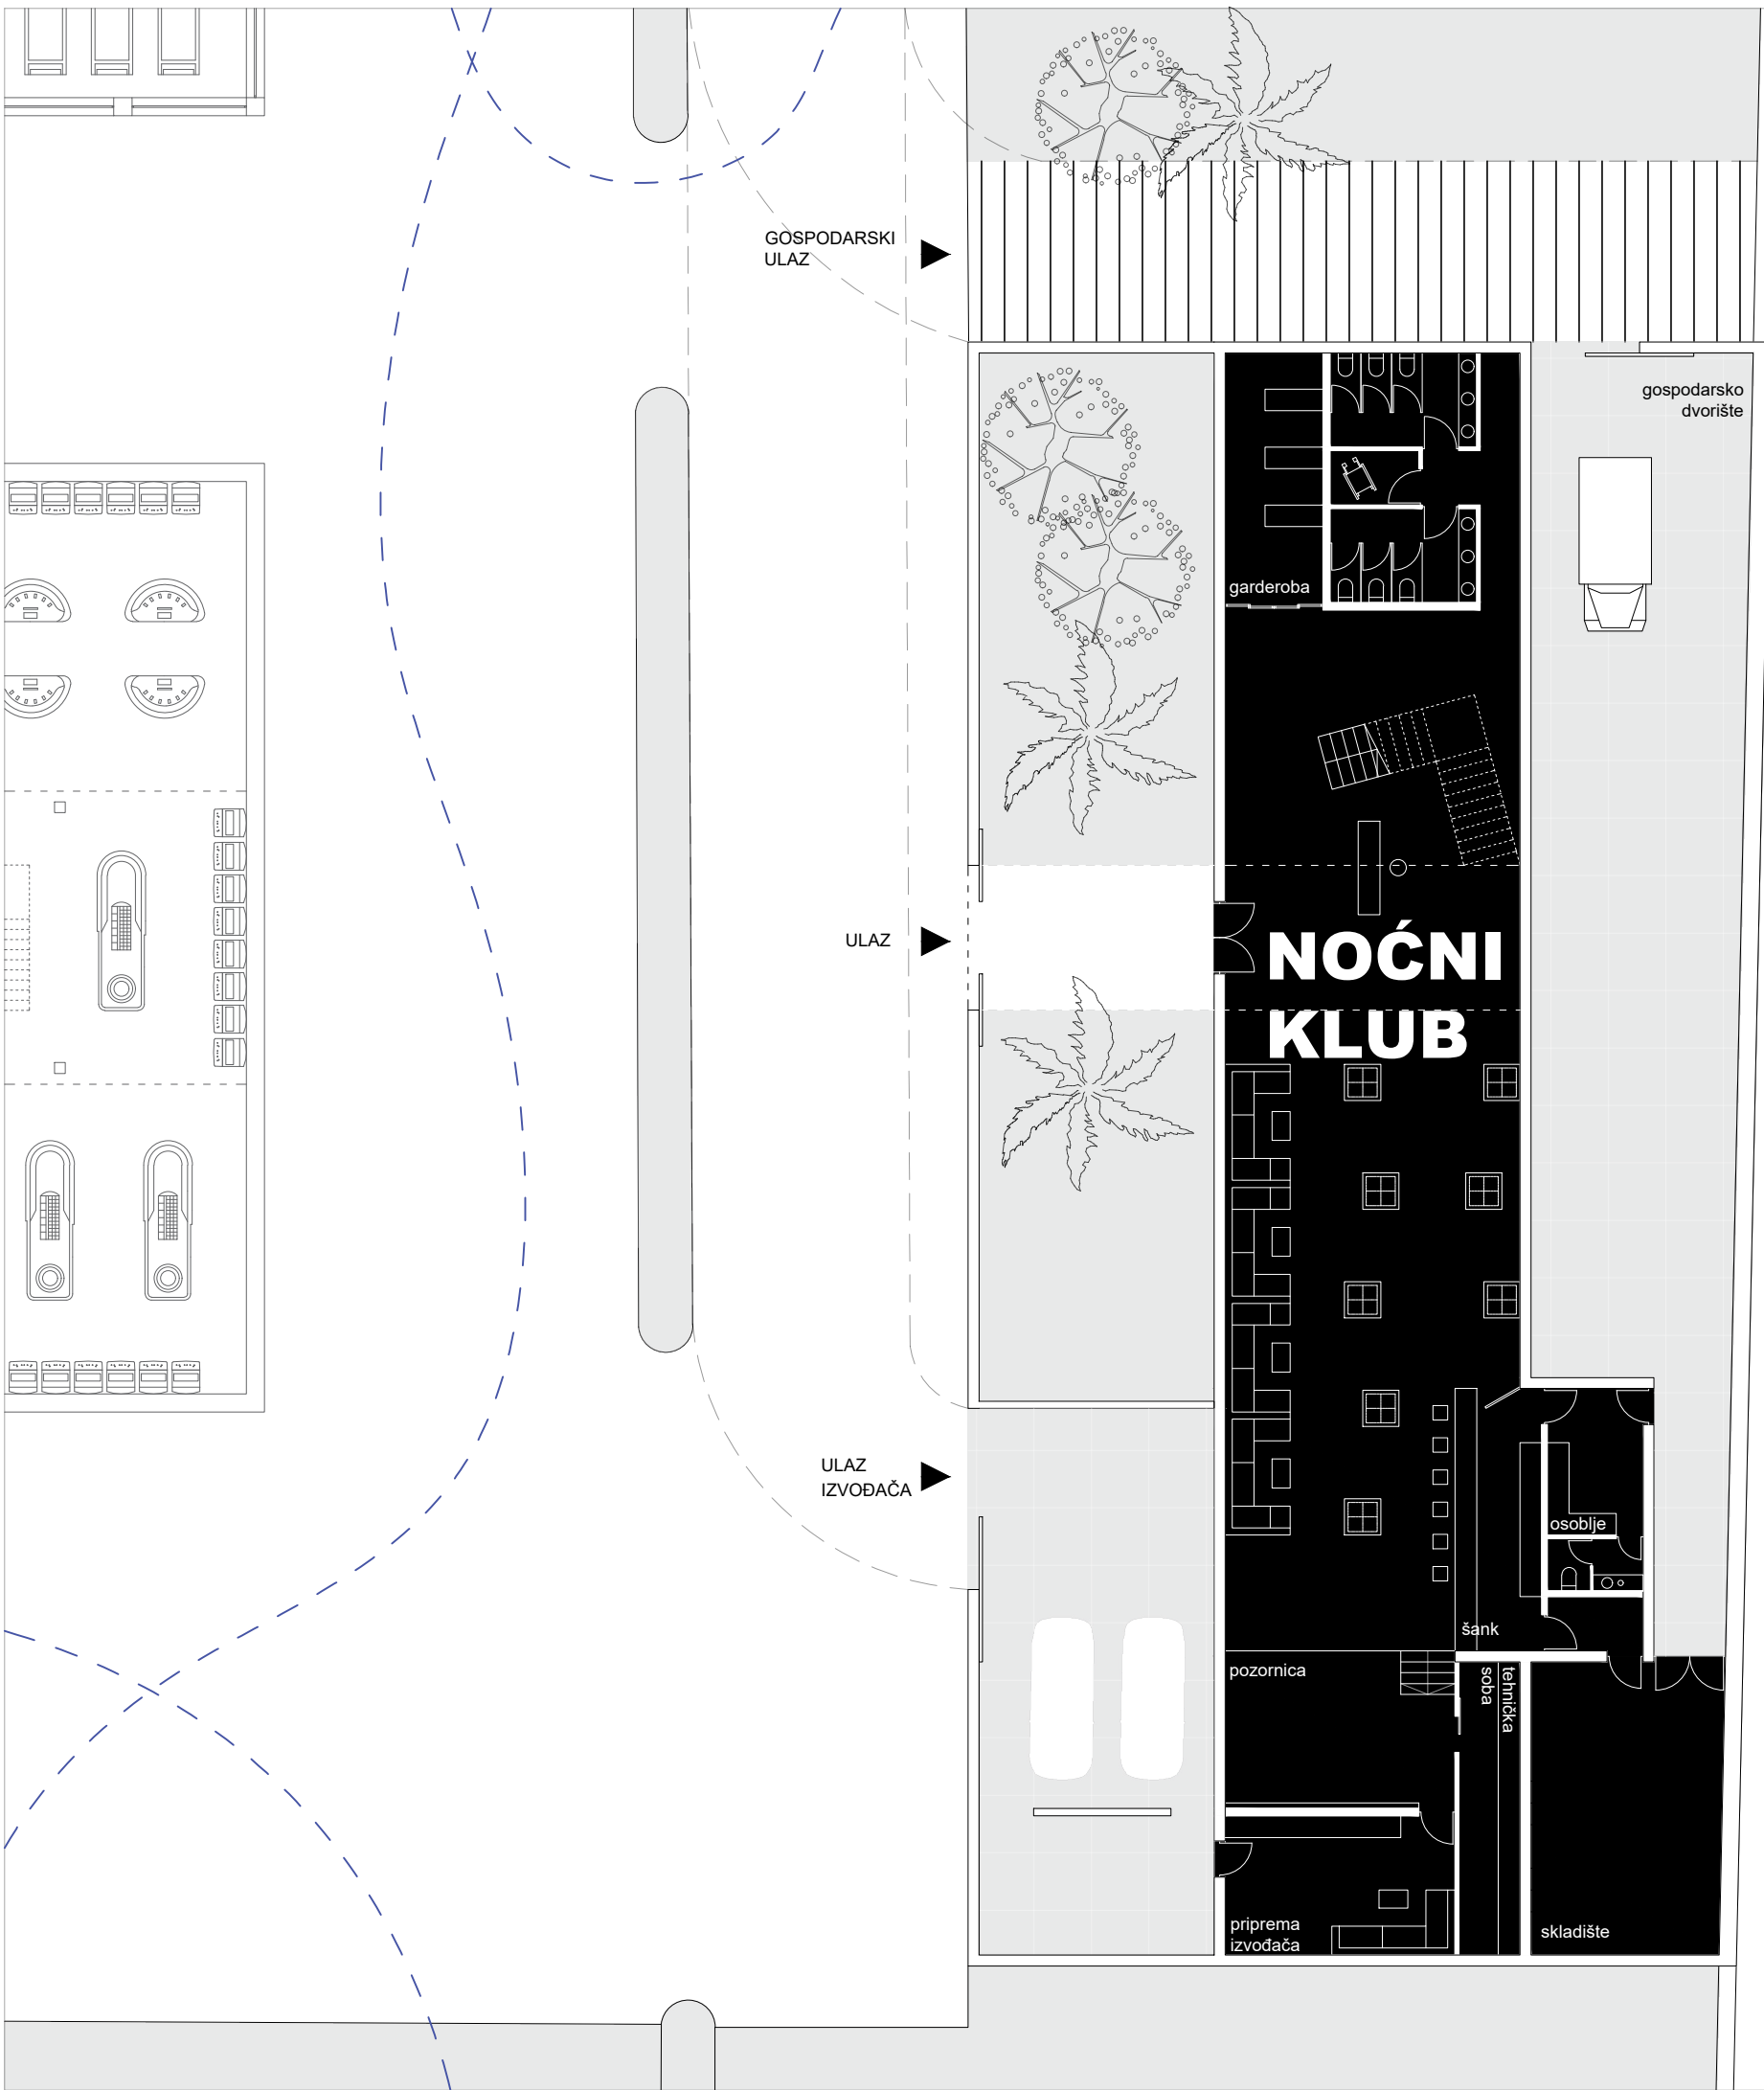 GOSPODARSKI
ULAZ
gospodarsko
dvorište
garderoba
ULAZ
NOĆNI
KLUB
ULAZ
IZVOĐAČA
osoblje
šank
pozornica
tehnička
soba
priprema
izvođača
skladište